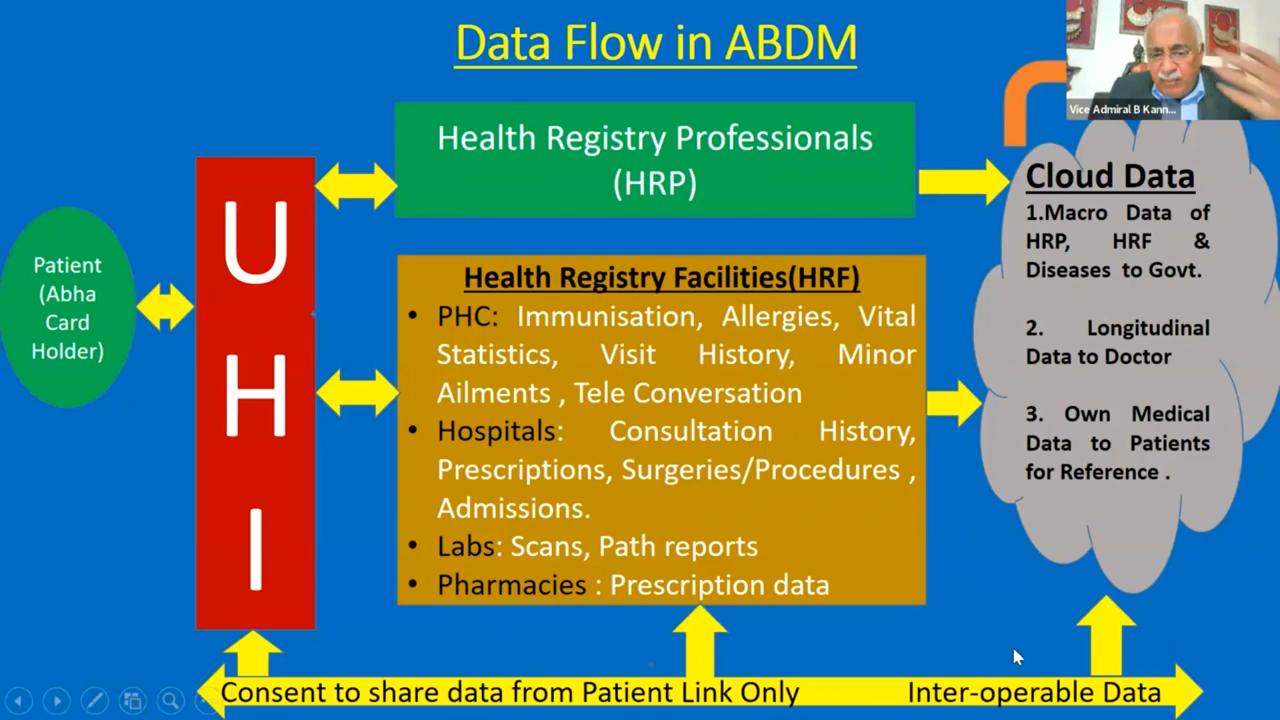 Data Flow in ABDM
Vice Admiral B Kann...
Health Registry Professionals
(HRP)
U
H
I
Patient
(Abha
Card
Holder)
Health Registry Facilities(HRF)
• PHC: Immunisation, Allergies, Vital
Statistics, Visit History, Minor
Ailments , Tele Conversation
• Hospitals: Consultation History,
Prescriptions, Surgeries/Procedures ,
Admissions.
• Labs: Scans, Path reports
• Pharmacies : Prescription data
Cloud Data
1.Macro Data of
HRP, HRF &
Diseases to Govt.
2. Longitudinal
Data to Doctor
3. Own Medical
Data to Patients
for Reference .
Consent to share data from Patient Link Only
Inter-operable Data